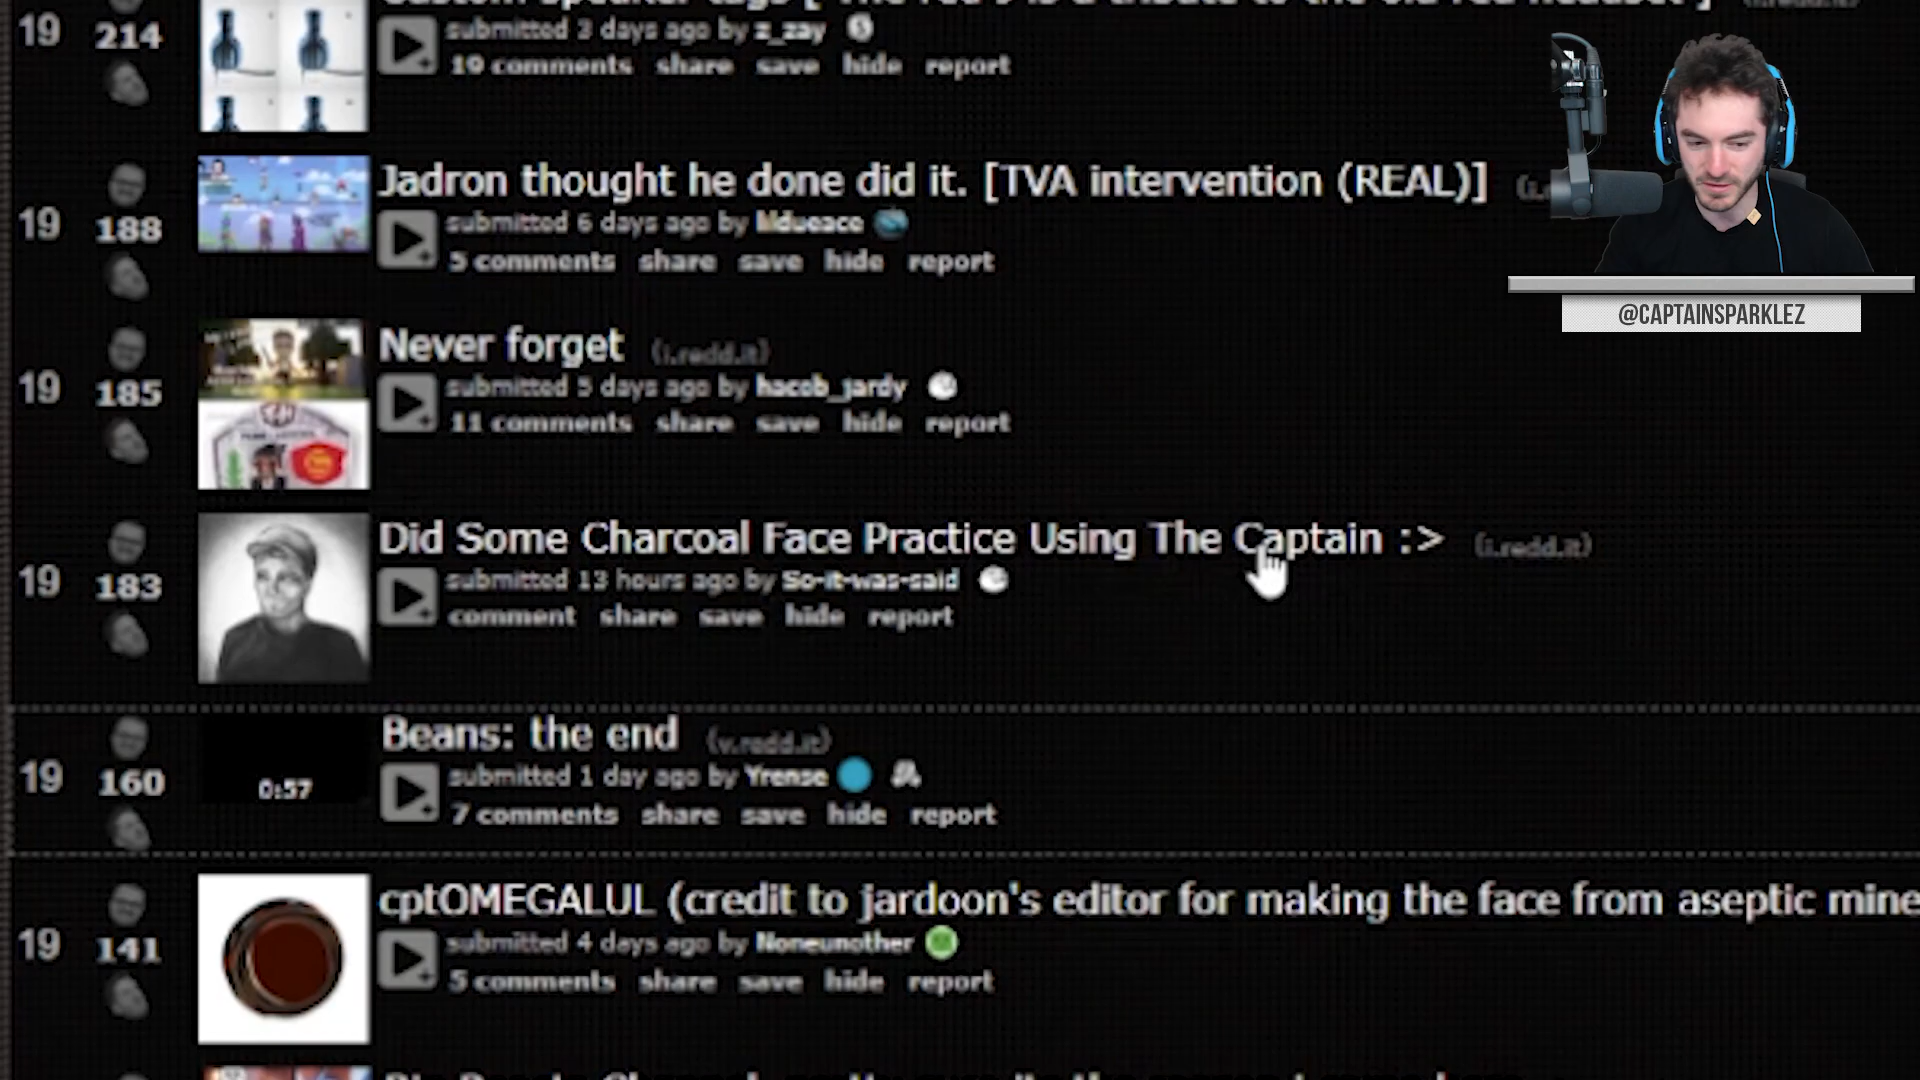 19
214
submitted 3 days ago by z_zay
19 comments share save hide report
Jadron thought he done did it. [TVA intervention (REAL)]
19
188
submitted 6 days ago by
5 comments share save hide report
@CAPTAINSPARKLEZ
Never forget (i.redd.it)
19
185
submitted 5 days ago by hacob_jardy
11 comments share save hide report
Did Some Charcoal Face Practice Using The Captain :> (i.redd.it)
19
183
submitted 13 hours ago by So-it-was-said
comment share save hide report
Beans: the end (v.redd.it)
19
160
0:57
submitted 1 day ago by Yrense
7 comments share save hide report
cptOMEGALUL (credit to jardoon's editor for making the face from aseptic mine
19
141
submitted 4 days ago by Noneunother
5 comments share save hide report